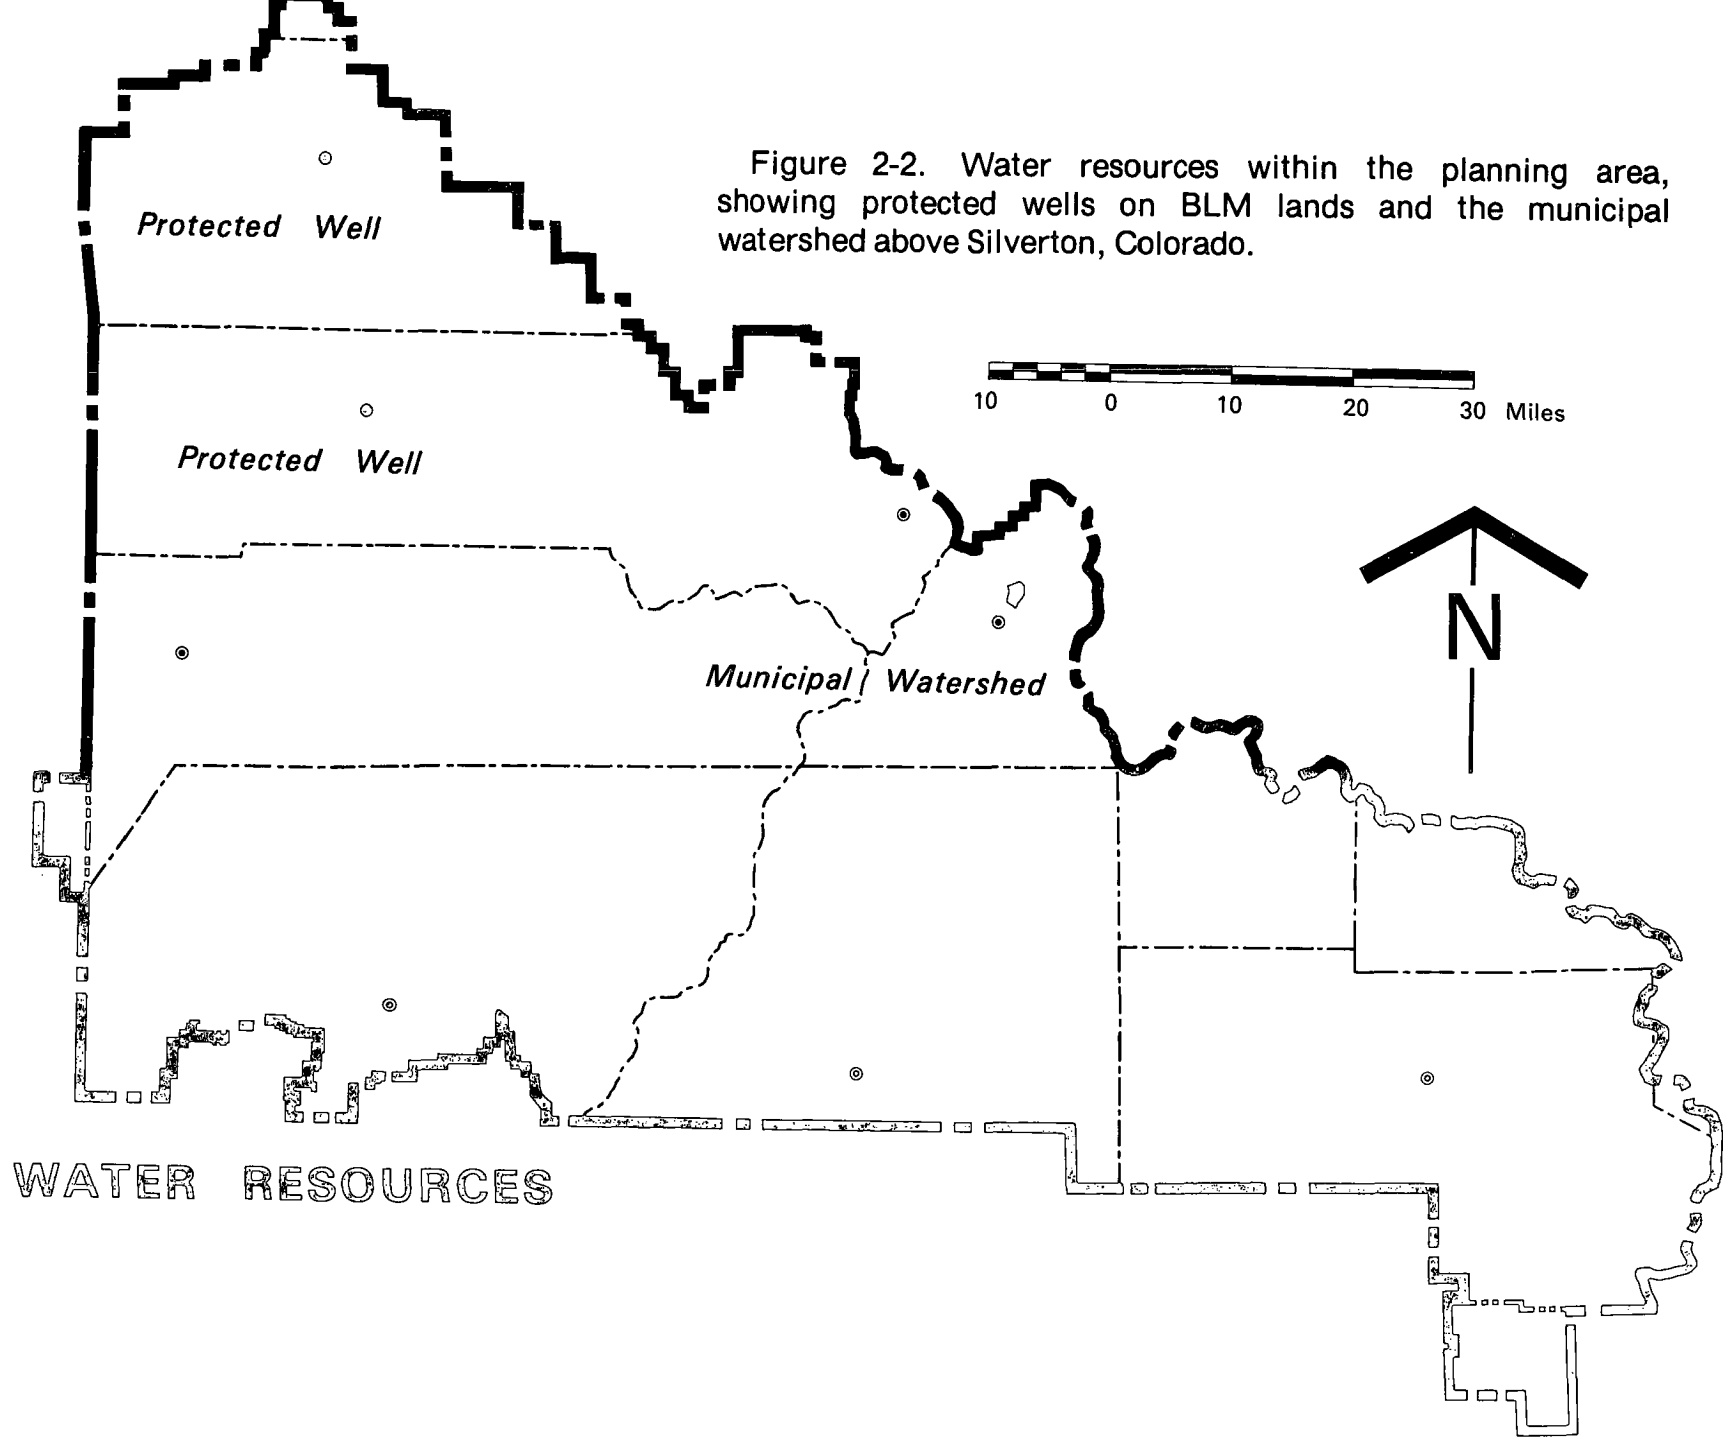 Figure 2-2. Water resources within the planning area,
showing protected wells on BLM lands and the municipal
watershed above Silverton, Colorado.
Protected Well
10 0 10 20 30 Miles
Protected Well
N
Municipal Watershed
WATER RESOURCES